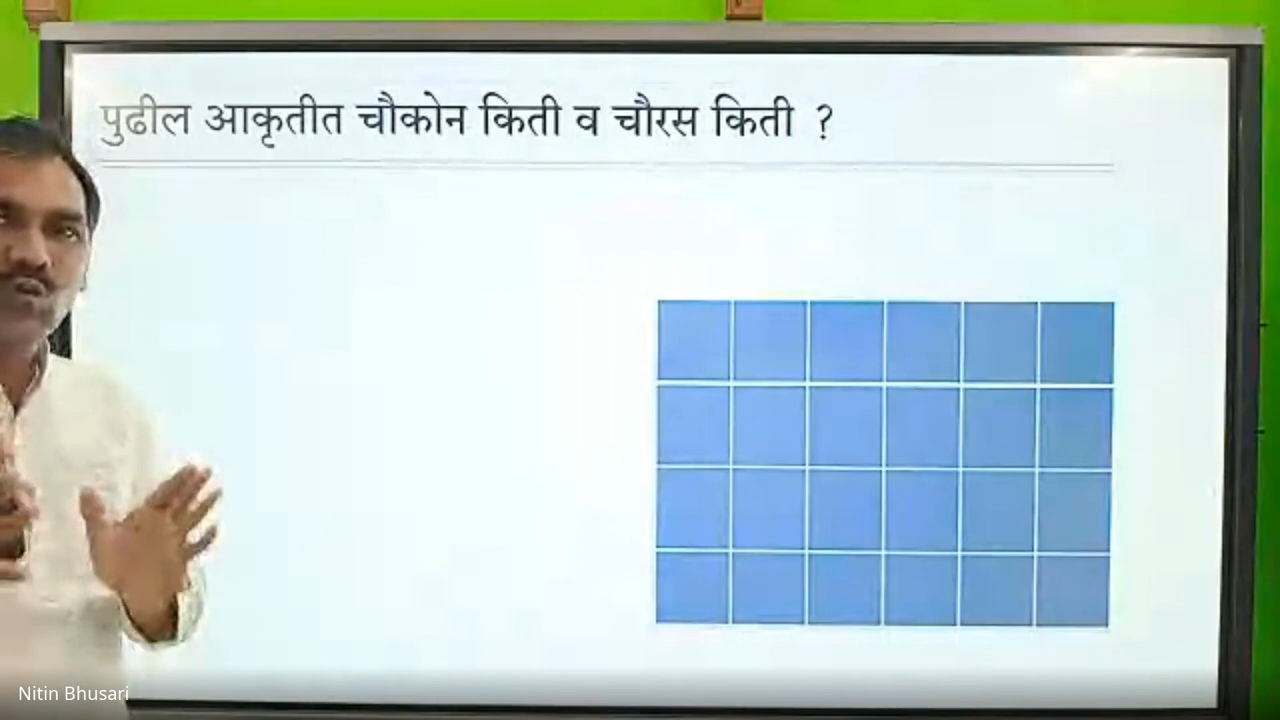 पुढील आकृतीत चौकोन किती व चौरस किती ?
Nitin Bhusari